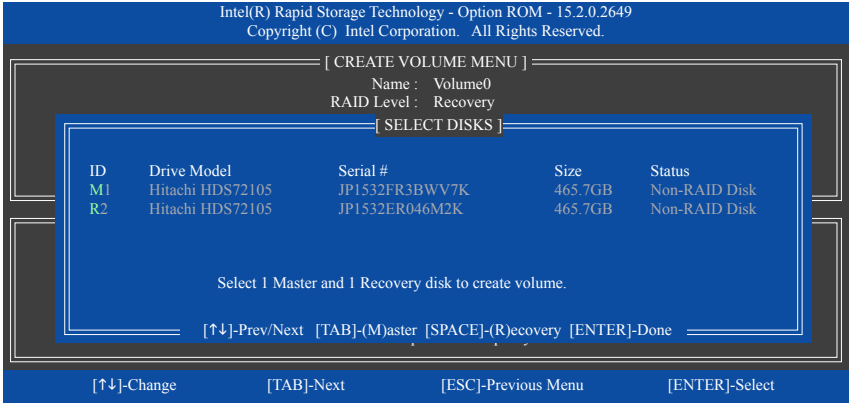 Intel(R) Rapid Storage Technology - Option ROM - 15.2.0.2649
Copyright (C) Intel Corporation. All Rights Reserved.
[ CREATE VOLUME MENU ]
Name : Volume0
RAID Level : Recovery
[ SELECT DISKS ]
ID Drive Model Serial # Size Status
M1 Hitachi HDS72105 JP1532FR3BWV7K 465.7GB Non-RAID Disk
R2 Hitachi HDS72105 JP1532ER046M2K 465.7GB Non-RAID Disk
Select 1 Master and 1 Recovery disk to create volume.
[↑↓]-Prev/Next [TAB]-(M)aster [SPACE]-(R)ecovery [ENTER]-Done
[↑↓]-Change [TAB]-Next [ESC]-Previous Menu [ENTER]-Select